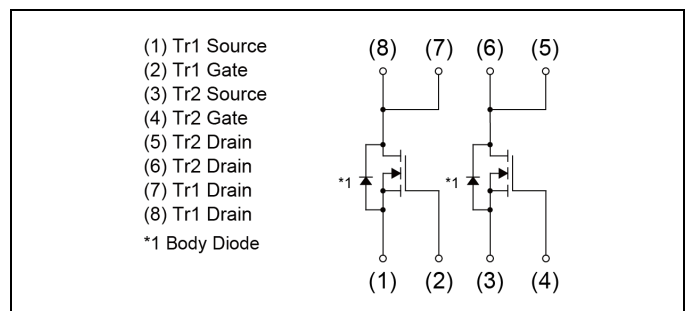 (1) Tr1 Source
(2) Tr1 Gate
(3) Tr2 Source
(4) Tr2 Gate
(5) Tr2 Drain
(6) Tr2 Drain
(7) Tr1 Drain
(8) Tr1 Drain
*1 Body Diode
(8) (7) (6) (5)
*1 *1
(1) (2) (3) (4)